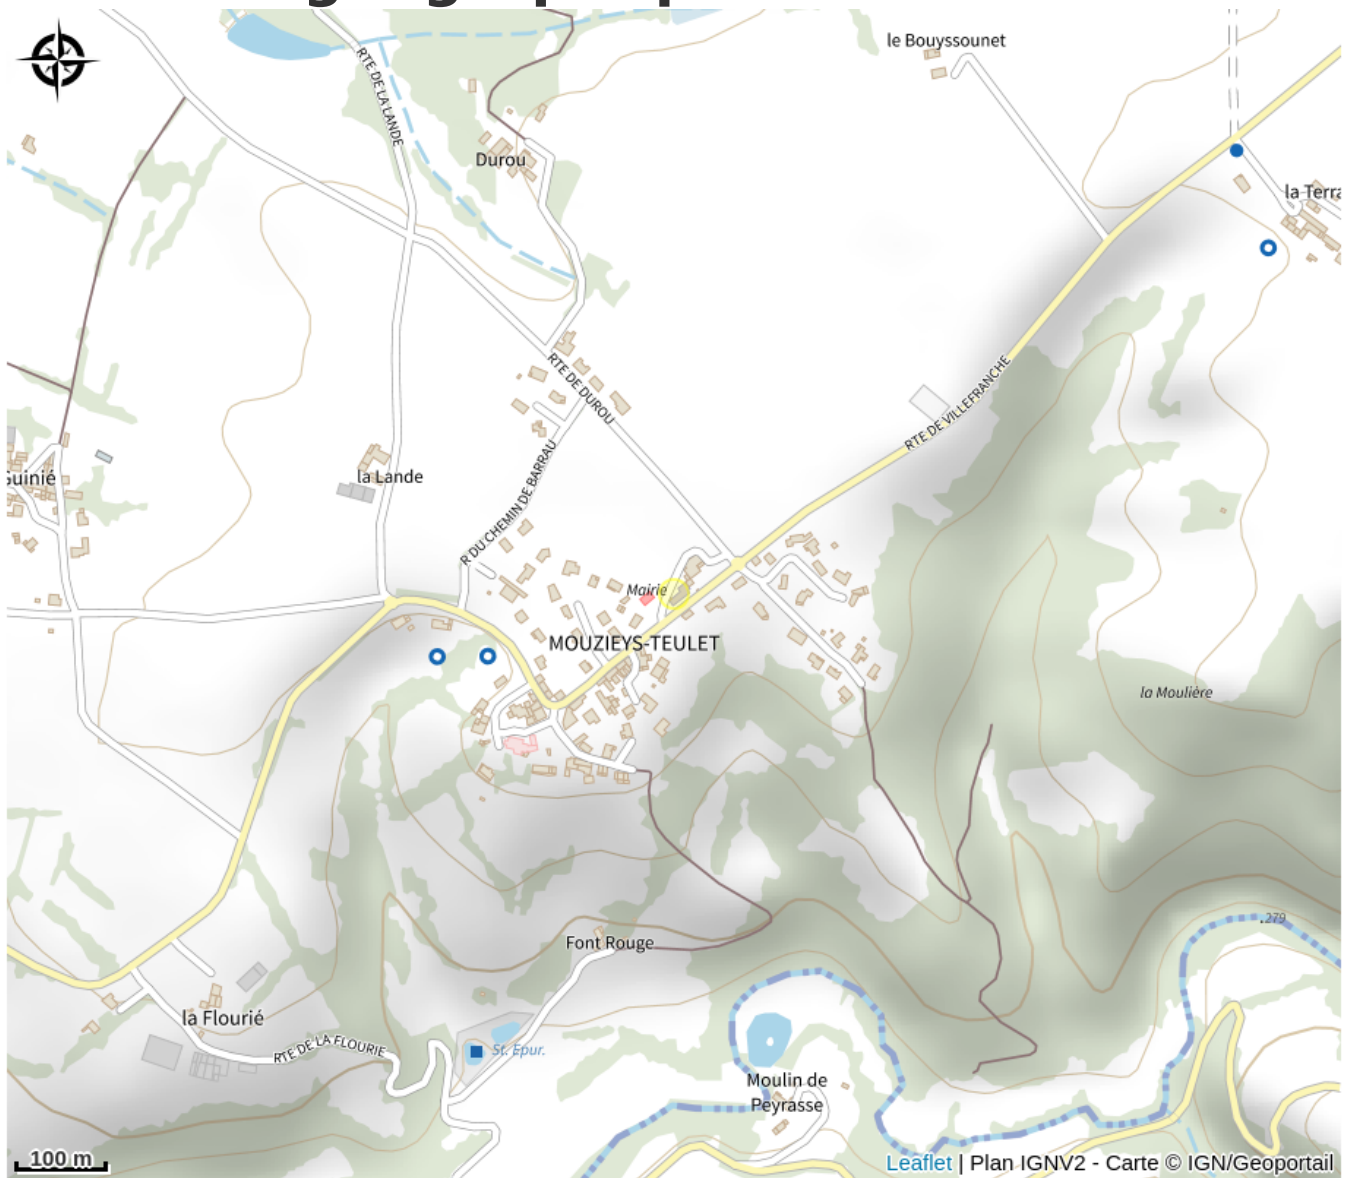 le Bouyssounet
RTE DE LA LANDE
Durou
la Terra
RTE DE DUROU
RTE DE VILLEFRANCHE
R DU CHEMIN DE BARRAU
Guinié
la Lande
Mairie
MOUZIEYS-TEULET
la Moulière
.279
Font Rouge
la Flourié
RTE DE LA FLOURIE
St. Epur.
Moulin de
Peyrasse
100 m
Leaflet | Plan IGNV2 - Carte © IGN/Geoportail